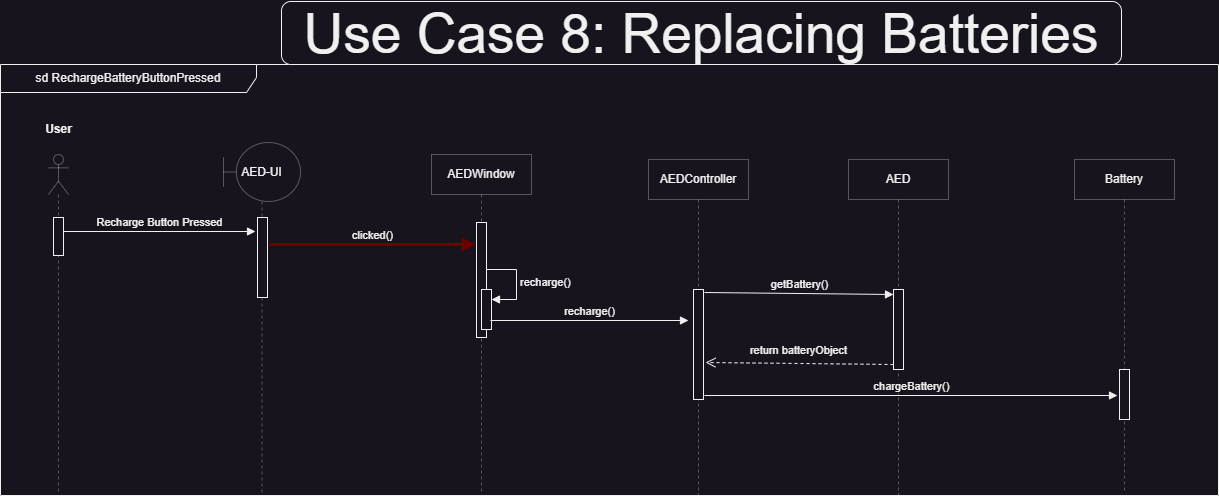 Use Case 8: Replacing Batteries
sd RechargeBatteryButtonPressed
User
AED-UI
AEDWindow
AEDController
AED
Battery
Recharge Button Pressed
clicked()
recharge()
getBattery()
recharge()
return batteryObject
chargeBattery()